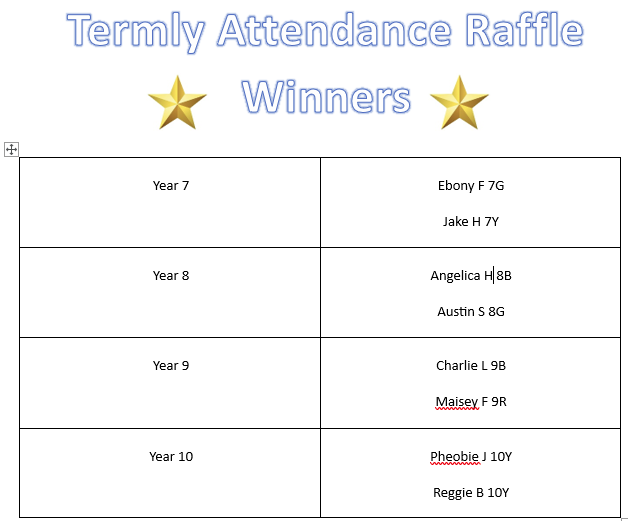 Termly Attendance Raffle
Winners
Year 7
Ebony F 7G
Jake H 7Y
Year 8
Angelica H 8B
Austin S 8G
Year 9
Charlie L 9B
Maisey F 9R
Year 10
Pheobie J 10Y
Reggie B 10Y